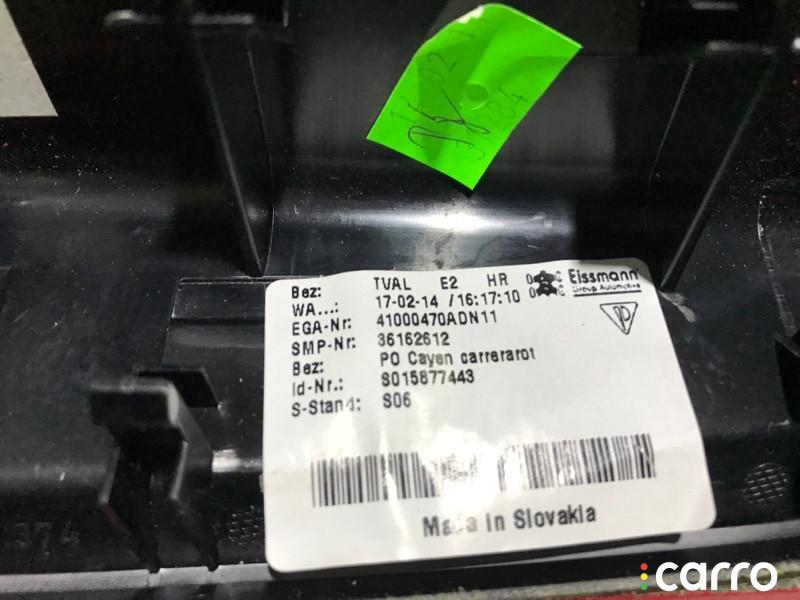 Bez: TVAL E2 HR
Eissmann
Group Automotive
WA...: 17-02-14 / 16:17:10
EGA-Nr: 41000470ADN11
SMP-Nr: 36162612
Bez: PO Cayen carrerarot
Id-Nr.: S015877443
S-Stand: S06
Made in Slovakia
374
carro